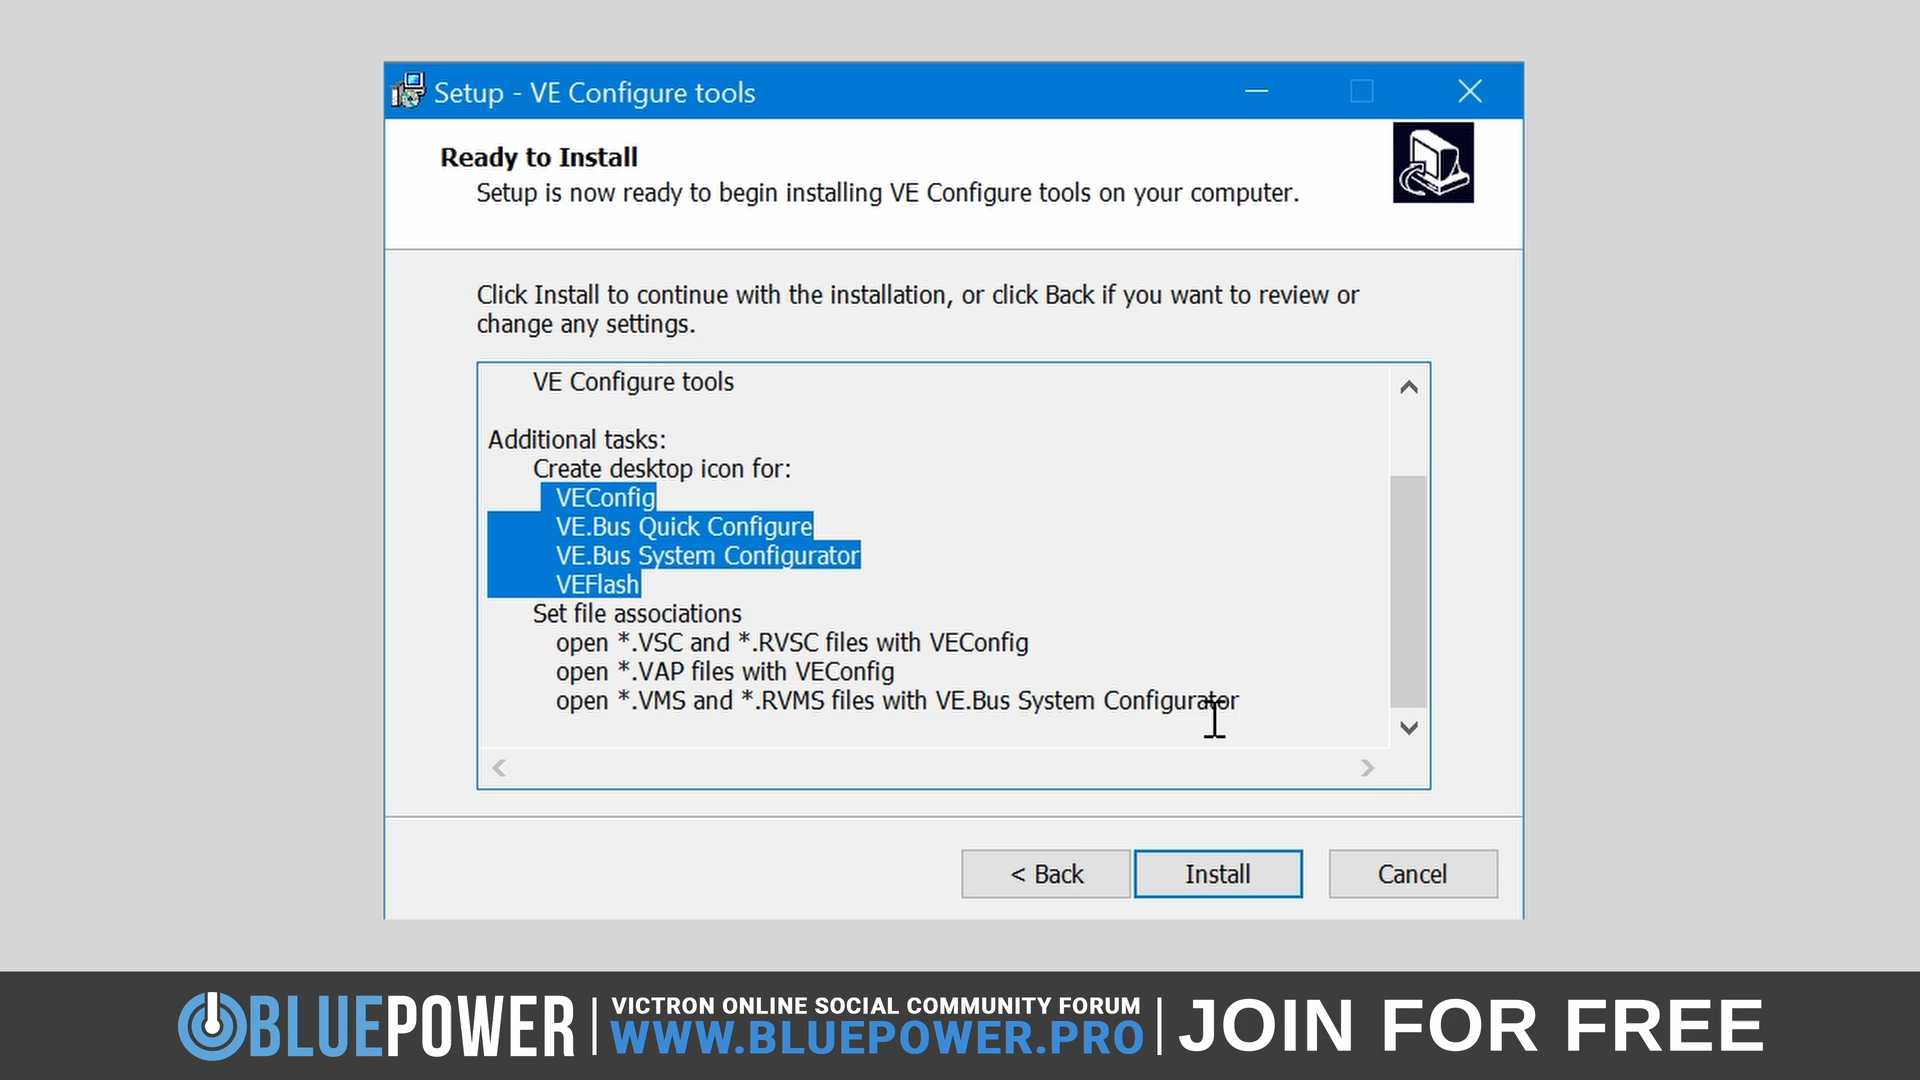 Setup - VE Configure tools
Ready to Install
Setup is now ready to begin installing VE Configure tools on your computer.
Click Install to continue with the installation, or click Back if you want to review or
change any settings.
VE Configure tools
Additional tasks:
Create desktop icon for:
VEConfig
VE.Bus Quick Configure
VE.Bus System Configurator
VEFlash
Set file associations
open *.VSC and *.RVSC files with VEConfig
open *.VAP files with VEConfig
open *.VMS and *.RVMS files with VE.Bus System Configurator
< Back
Install
Cancel
BLUEPOWER
VICTRON ONLINE SOCIAL COMMUNITY FORUM
WWW.BLUEPOWER.PRO
JOIN FOR FREE